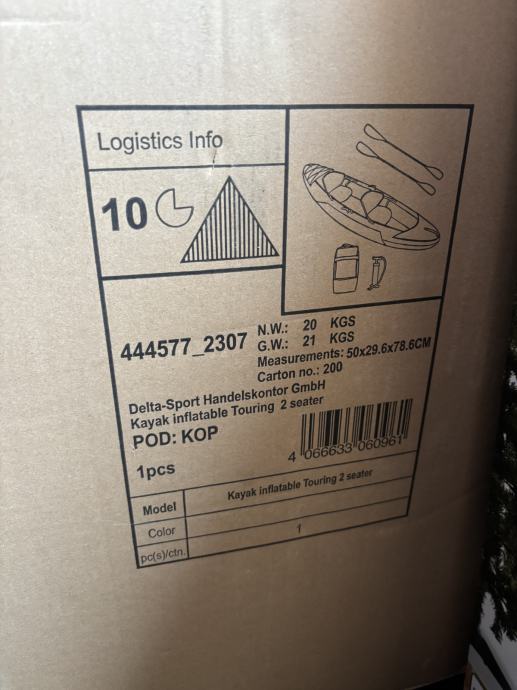 Logistics Info
10
444577_2307
N.W.: 20 KGS
G.W.: 21 KGS
Measurements: 50x29.6x78.6CM
Carton no.: 200
Delta-Sport Handelskontor GmbH
Kayak inflatable Touring 2 seater
POD: KOP
1pcs
4 066633 060961
Model Kayak inflatable Touring 2 seater
Color
pc(s)/ctn. 1